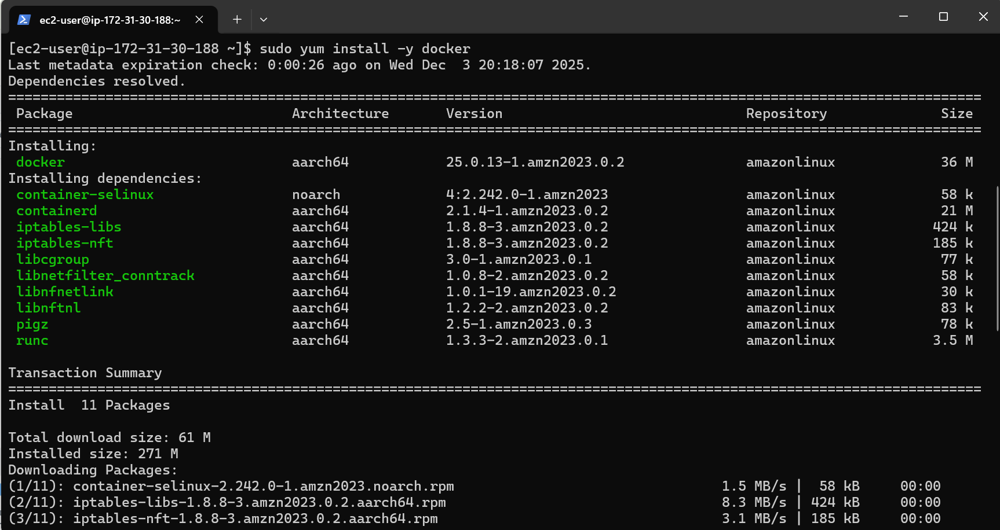 ec2-user@ip-172-31-30-188:~
[ec2-user@ip-172-31-30-188 ~]$ sudo yum install -y docker
Last metadata expiration check: 0:00:26 ago on Wed Dec  3 20:18:07 2025.
Dependencies resolved.
========================================================================================================================
 Package                           Architecture       Version                              Repository              Size
========================================================================================================================
Installing:
 docker                            aarch64            25.0.13-1.amzn2023.0.2               amazonlinux             36 M
Installing dependencies:
 container-selinux                 noarch             4:2.242.0-1.amzn2023                 amazonlinux             58 k
 containerd                        aarch64            2.1.4-1.amzn2023.0.2                 amazonlinux             21 M
 iptables-libs                     aarch64            1.8.8-3.amzn2023.0.2                 amazonlinux            424 k
 iptables-nft                      aarch64            1.8.8-3.amzn2023.0.2                 amazonlinux            185 k
 libcgroup                         aarch64            3.0-1.amzn2023.0.1                   amazonlinux             77 k
 libnetfilter_conntrack            aarch64            1.0.8-2.amzn2023.0.2                 amazonlinux             58 k
 libnfnetlink                      aarch64            1.0.1-19.amzn2023.0.2                amazonlinux             30 k
 libnftnl                          aarch64            1.2.2-2.amzn2023.0.2                 amazonlinux             83 k
 pigz                              aarch64            2.5-1.amzn2023.0.3                   amazonlinux             78 k
 runc                              aarch64            1.3.3-2.amzn2023.0.1                 amazonlinux            3.5 M

Transaction Summary
========================================================================================================================
Install  11 Packages

Total download size: 61 M
Installed size: 271 M
Downloading Packages:
(1/11): container-selinux-2.242.0-1.amzn2023.noarch.rpm                                 1.5 MB/s |  58 kB     00:00
(2/11): iptables-libs-1.8.8-3.amzn2023.0.2.aarch64.rpm                                  8.3 MB/s | 424 kB     00:00
(3/11): iptables-nft-1.8.8-3.amzn2023.0.2.aarch64.rpm                                   3.1 MB/s | 185 kB     00:00